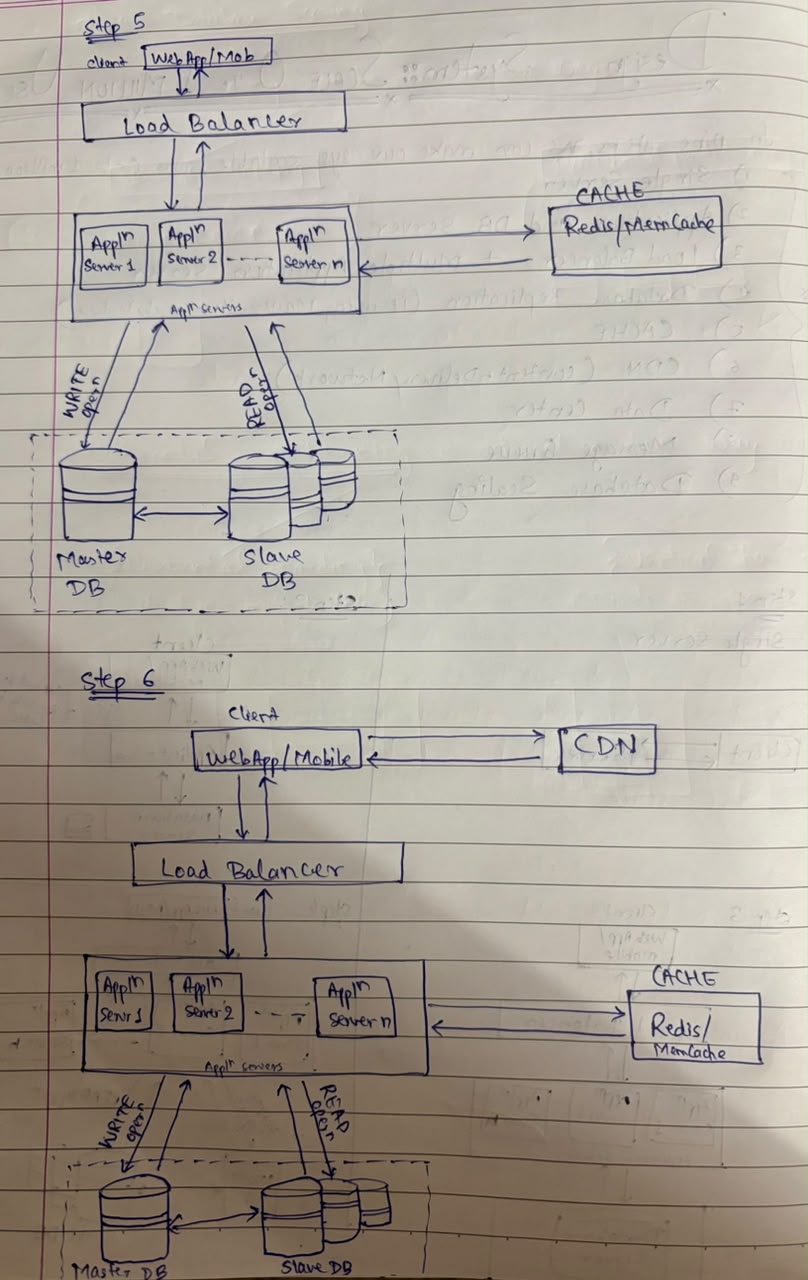 Step 5
client WebApp/Mob
Load Balancer
CACHE
Redis/MemCache
Applⁿ Server 1
Applⁿ Server 2
Applⁿ Server n
Applⁿ servers
WRITE operⁿ
READ operⁿ
Master DB
Slave DB
Step 6
Client
WebApp/Mobile
CDN
Load Balancer
Applⁿ Servr 1
Applⁿ Server 2
Applⁿ Server n
Applⁿ servers
CACHE
Redis/
MemCache
WRITE operⁿ
READ operⁿ
Master DB
Slave DB